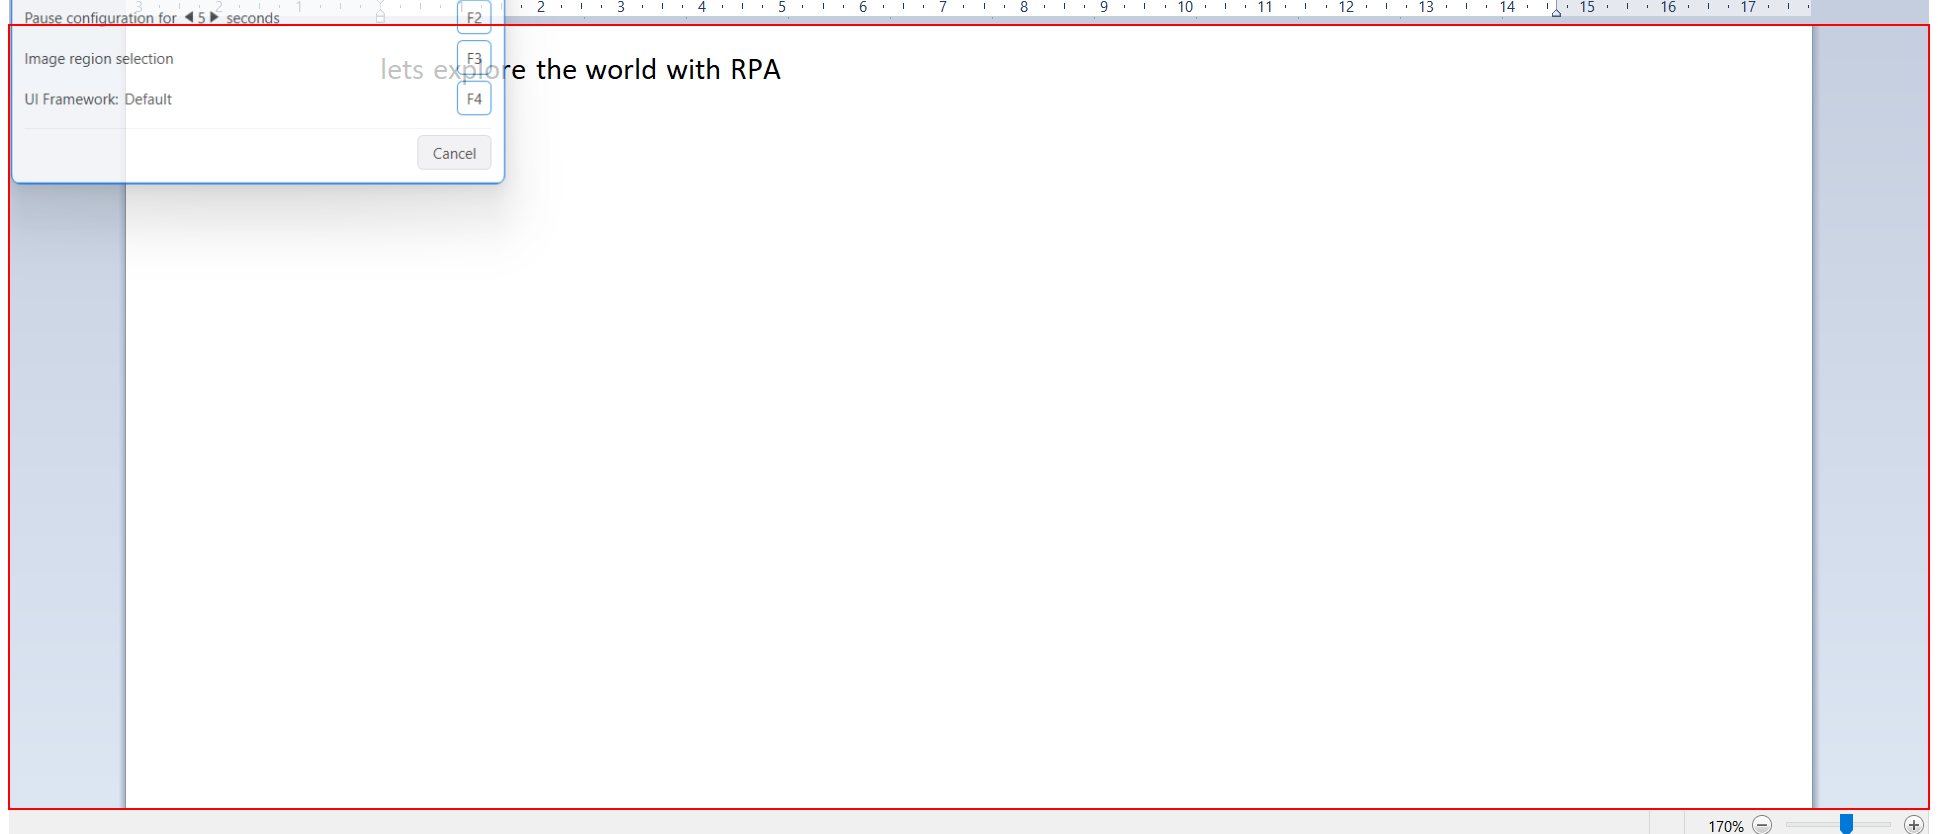 3 2 1 2 3 4 5 6 7 8 9 10 11 12 13 14 15 16 17
Pause configuration for 5 seconds F2
Image region selection F3
lets explore the world with RPA
UI Framework: Default F4
Cancel
170%